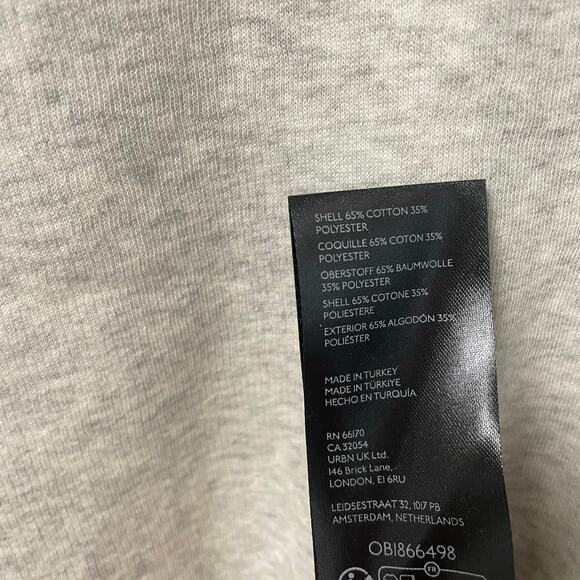 SHELL 65% COTTON 35%
POLYESTER
COQUILLE 65% COTON 35%
POLYESTER
OBERSTOFF 65% BAUMWOLLE
35% POLYESTER
SHELL 65% COTONE 35%
POLIESTERE
EXTERIOR 65% ALGODÓN 35%
POLIÉSTER
MADE IN TURKEY
MADE IN TÜRKIYE
HECHO EN TURQUÍA
RN 66170
CA 32054
URBN UK Ltd.
146 Brick Lane,
LONDON, E1 6RU
LEIDSESTRAAT 32, 1017 PB
AMSTERDAM, NETHERLANDS
OB1866498
FR